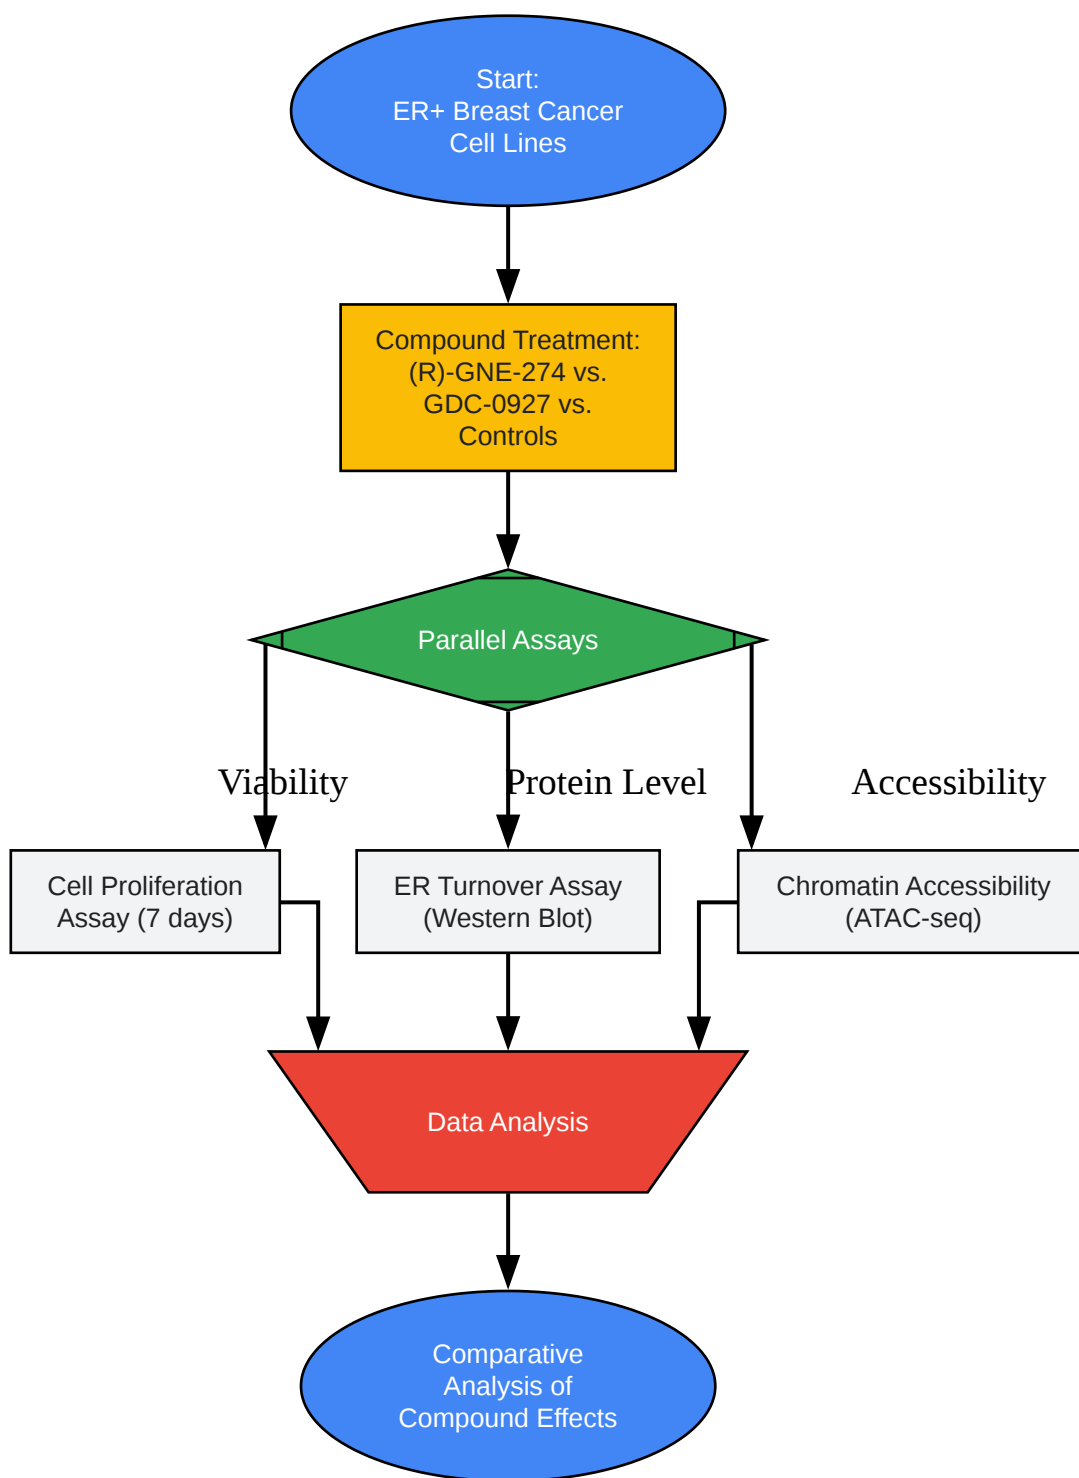 Start:
ER+ Breast Cancer
Cell Lines
Compound Treatment:
(R)-GNE-274 vs.
GDC-0927 vs.
Controls
Parallel Assays
Viability
Protein Level
Accessibility
Cell Proliferation
Assay (7 days)
ER Turnover Assay
(Western Blot)
Chromatin Accessibility
(ATAC-seq)
Data Analysis
Comparative
Analysis of
Compound Effects